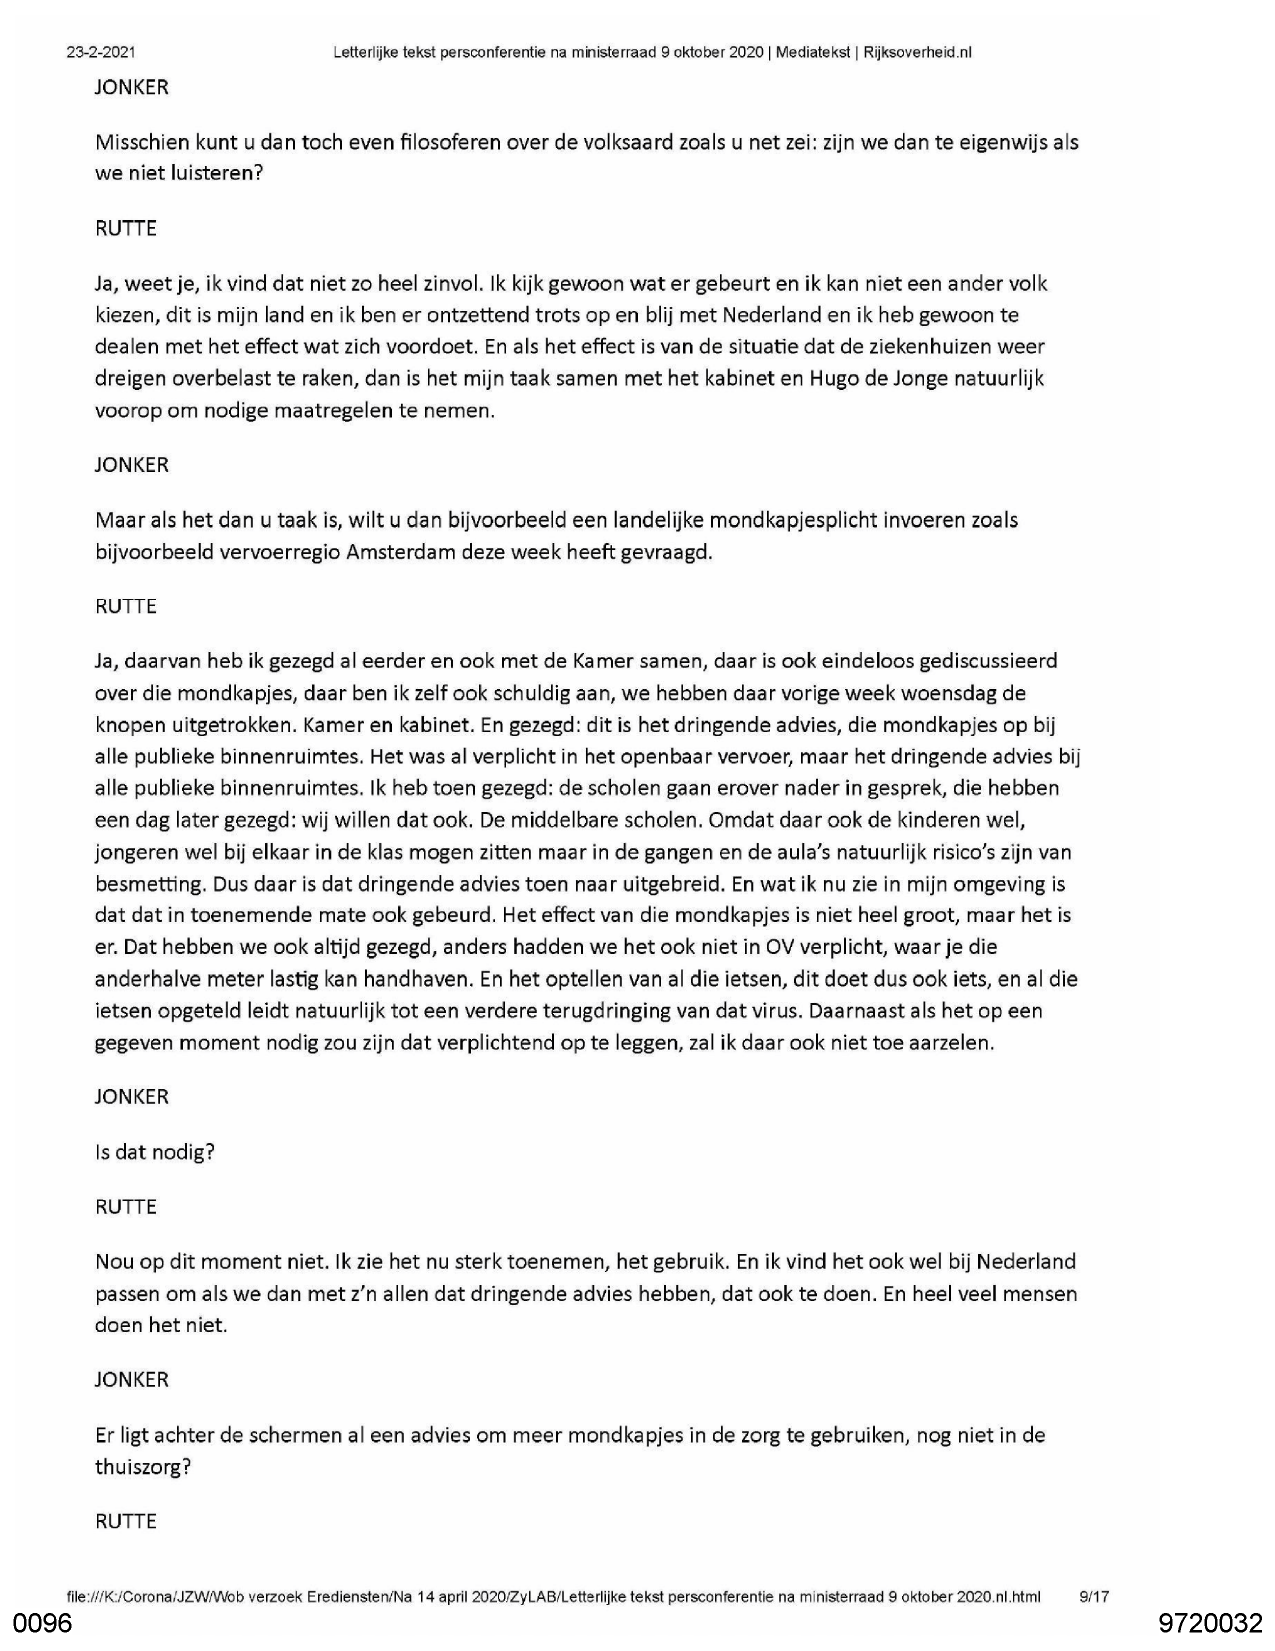 23-2-2021 Letterlijke tekst persconferentie na ministerraad 9 oktober 2020 | Mediatekst | Rijksoverheid.nl
JONKER
Misschien kunt u dan toch even filosoferen over de volksaard zoals u net zei: zijn we dan te eigenwijs als
we niet luisteren?
RUTTE
Ja, weet je, ik vind dat niet zo heel zinvol. Ik kijk gewoon wat er gebeurt en ik kan niet een ander volk
kiezen, dit is mijn land en ik ben er ontzettend trots op en blij met Nederland en ik heb gewoon te
dealen met het effect wat zich voordoet. En als het effect is van de situatie dat de ziekenhuizen weer
dreigen overbelast te raken, dan is het mijn taak samen met het kabinet en Hugo de Jonge natuurlijk
voorop om nodige maatregelen te nemen.
JONKER
Maar als het dan u taak is, wilt u dan bijvoorbeeld een landelijke mondkapjesplicht invoeren zoals
bijvoorbeeld vervoerregio Amsterdam deze week heeft gevraagd.
RUTTE
Ja, daarvan heb ik gezegd al eerder en ook met de Kamer samen, daar is ook eindeloos gediscussieerd
over die mondkapjes, daar ben ik zelf ook schuldig aan, we hebben daar vorige week woensdag de
knopen uitgetrokken. Kamer en kabinet. En gezegd: dit is het dringende advies, die mondkapjes op bij
alle publieke binnenruimtes. Het was al verplicht in het openbaar vervoer, maar het dringende advies bij
alle publieke binnenruimtes. Ik heb toen gezegd: de scholen gaan erover nader in gesprek, die hebben
een dag later gezegd: wij willen dat ook. De middelbare scholen. Omdat daar ook de kinderen wel,
jongeren wel bij elkaar in de klas mogen zitten maar in de gangen en de aula's natuurlijk risico's zijn van
besmetting. Dus daar is dat dringende advies toen naar uitgebreid. En wat ik nu zie in mijn omgeving is
dat dat in toenemende mate ook gebeurd. Het effect van die mondkapjes is niet heel groot, maar het is
er. Dat hebben we ook altijd gezegd, anders hadden we het ook niet in OV verplicht, waar je die
anderhalve meter lastig kan handhaven. En het optellen van al die ietsen, dit doet dus ook iets, en al die
ietsen opgeteld leidt natuurlijk tot een verdere terugdringing van dat virus. Daarnaast als het op een
gegeven moment nodig zou zijn dat verplichtend op te leggen, zal ik daar ook niet toe aarzelen.
JONKER
Is dat nodig?
RUTTE
Nou op dit moment niet. Ik zie het nu sterk toenemen, het gebruik. En ik vind het ook wel bij Nederland
passen om als we dan met z'n allen dat dringende advies hebben, dat ook te doen. En heel veel mensen
doen het niet.
JONKER
Er ligt achter de schermen al een advies om meer mondkapjes in de zorg te gebruiken, nog niet in de
thuiszorg?
RUTTE
file:///K:/Corona/JZW/Wob verzoek Erediensten/Na 14 april 2020/ZyLAB/Letterlijke tekst persconferentie na ministerraad 9 oktober 2020.nl.html 9/17
0096 9720032